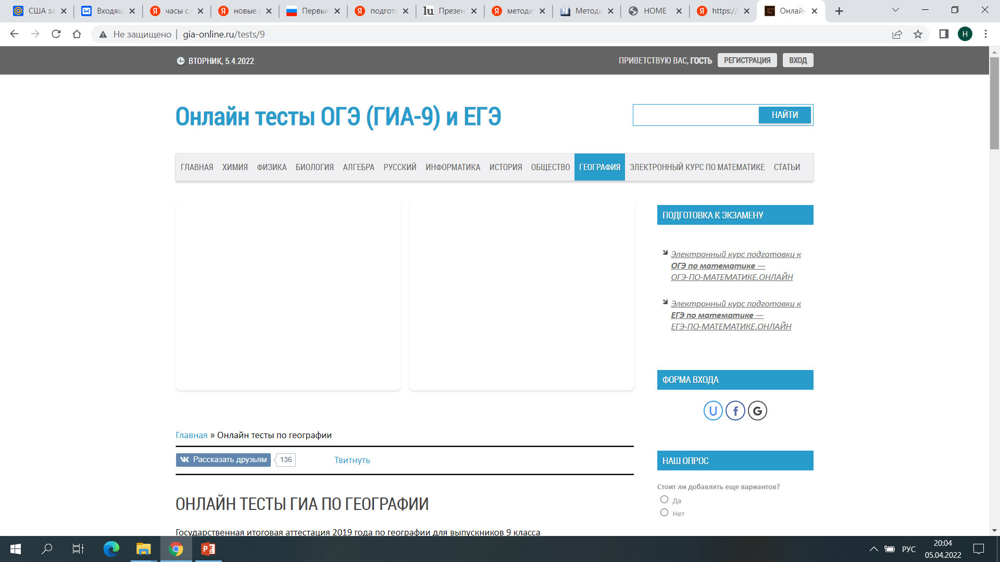 США за
Входящ
часы с
новые
Первые
подгото
Презен
методи
Методи
HOME
https://
Онлайн
Не защищено
gia-online.ru/tests/9
H
ВТОРНИК, 5.4.2022
ПРИВЕТСТВУЮ ВАС, ГОСТЬ
РЕГИСТРАЦИЯ
ВХОД
Онлайн тесты ОГЭ (ГИА-9) и ЕГЭ
НАЙТИ
ГЛАВНАЯ ХИМИЯ ФИЗИКА БИОЛОГИЯ АЛГЕБРА РУССКИЙ ИНФОРМАТИКА ИСТОРИЯ ОБЩЕСТВО ГЕОГРАФИЯ ЭЛЕКТРОННЫЙ КУРС ПО МАТЕМАТИКЕ СТАТЬИ
ПОДГОТОВКА К ЭКЗАМЕНУ
Электронный курс подготовки к
ОГЭ по математике —
ОГЭ-ПО-МАТЕМАТИКЕ.ОНЛАЙН
Электронный курс подготовки к
ЕГЭ по математике —
ЕГЭ-ПО-МАТЕМАТИКЕ.ОНЛАЙН
ФОРМА ВХОДА
Главная » Онлайн тесты по географии
Рассказать друзьям
136
Твитнуть
НАШ ОПРОС
Стоит ли добавлять еще вариантов?
Да
Нет
ОНЛАЙН ТЕСТЫ ГИА ПО ГЕОГРАФИИ
Государственная итоговая аттестация 2019 года по географии для выпускников 9 класса
РУС
20:04
05.04.2022